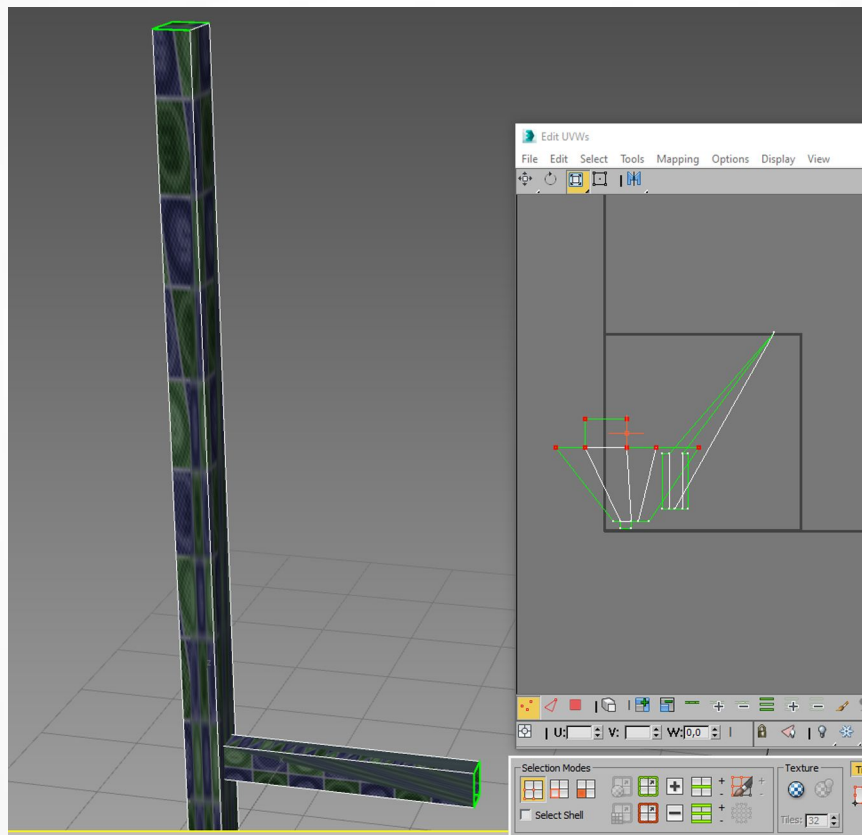 Edit UVWs
File Edit Select Tools Mapping Options Display View
U: V: W: 0,0
Selection Modes
Select Shell
Texture
Tiles: 32